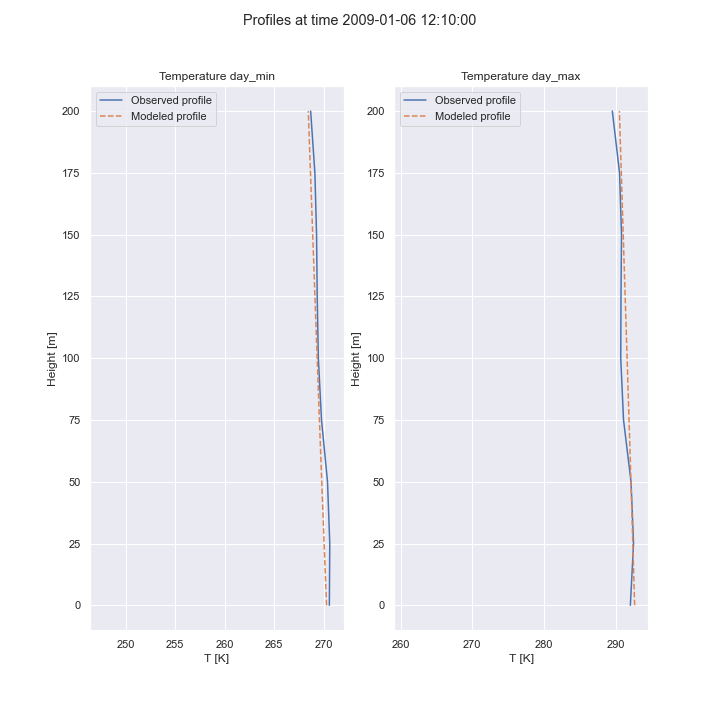 Profiles at time 2009-01-06 12:10:00
Temperature day_min
Observed profile
Modeled profile
200
175
150
125
100
75
50
25
0
Height [m]
250
255
260
265
270
T [K]
Temperature day_max
Observed profile
Modeled profile
200
175
150
125
100
75
50
25
0
Height [m]
260
270
280
290
T [K]